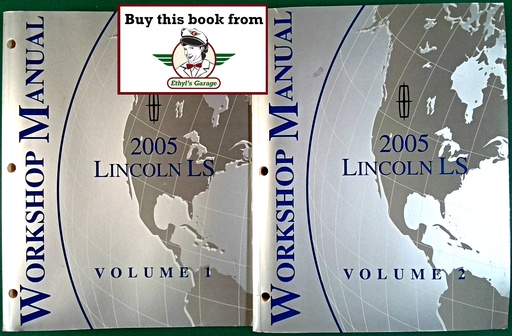 Buy this book from
Ethyl's Garage
WORKSHOP MANUAL
2005
LINCOLN LS
VOLUME 1
WORKSHOP MANUAL
2005
LINCOLN LS
VOLUME 2